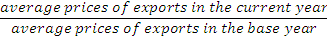 average prices of exports in the current year
average prices of exports in the base year